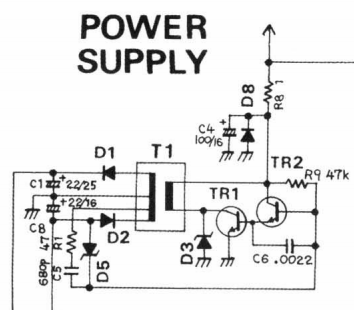 POWER
SUPPLY
D8
R8 1
C4
100/16
D1
T1
TR2
R9 47k
C1
22/25
TR1
22/16
C8
D2
D3
47
R1
680p
C5
D5
C6 .0022